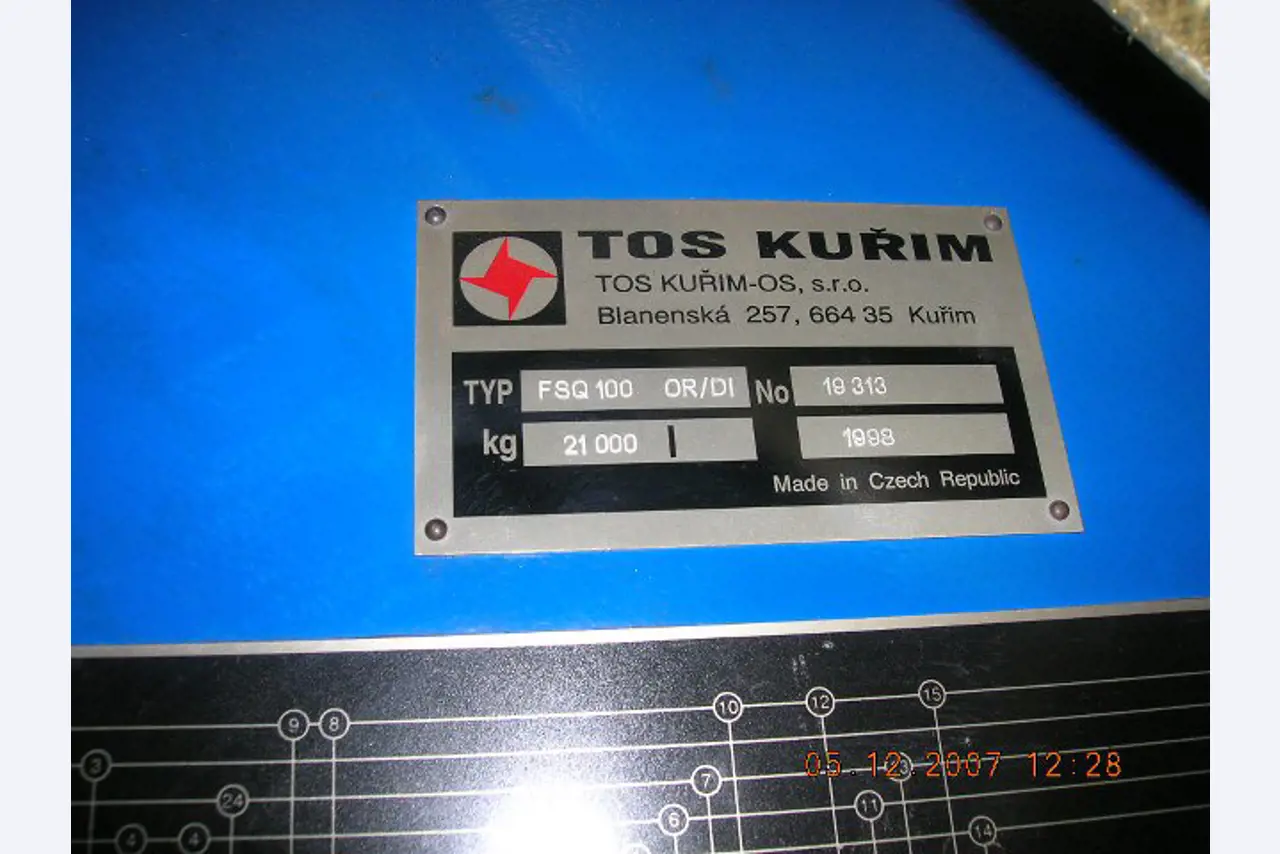 TOS KUŘIM
TOS KUŘIM-OS, s.r.o.
Blanenská 257, 664 35 Kuřim
TYP FSQ 100 OR/DI No 19 313
kg 21 000 1998
Made in Czech Republic
9 8 10 12 15
3 7
05.12.2007 12:28
24 6 11
4 4 14